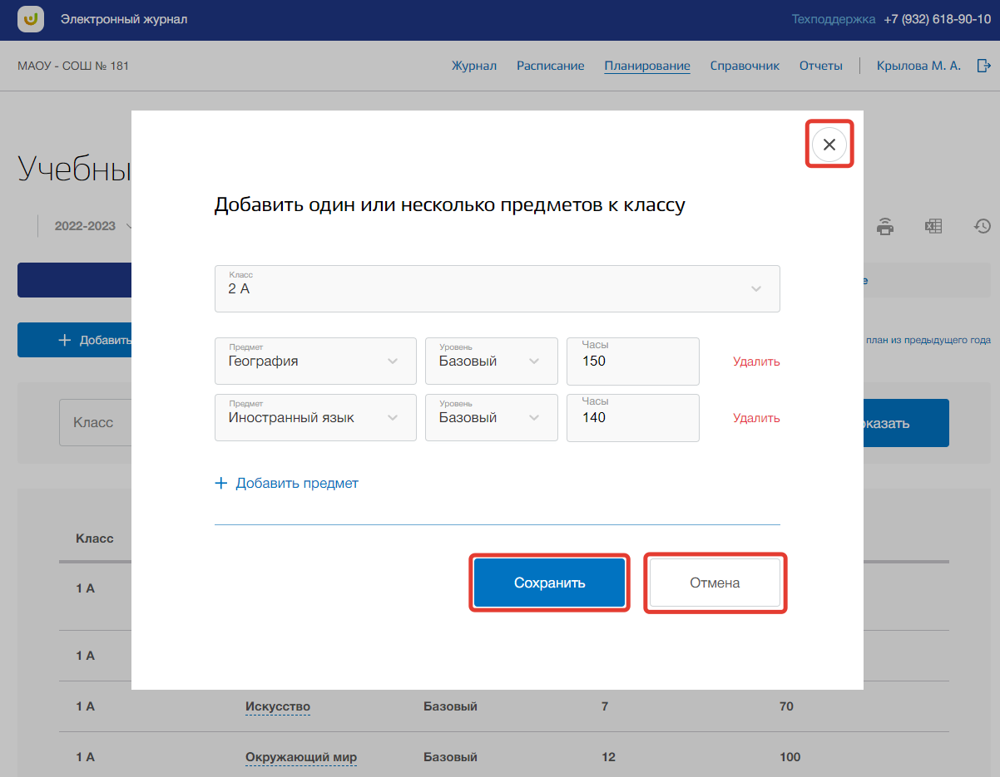 Электронный журнал
Техподдержка +7 (932) 618-90-10
МАОУ - СОШ № 181
Журнал Расписание Планирование Справочник Отчеты Крылова М. А.
Учебны
2022-2023
Добавить
план из предыдущего года
Добавить один или несколько предметов к классу
Класс
2 А
Предмет Уровень Часы
География Базовый 150 Удалить
Предмет Уровень Часы
Иностранный язык Базовый 140 Удалить
Добавить предмет
Сохранить Отмена
Класс
оказать
Класс
1 А
1 А
1 А Искусство Базовый 7 70
1 А Окружающий мир Базовый 12 100